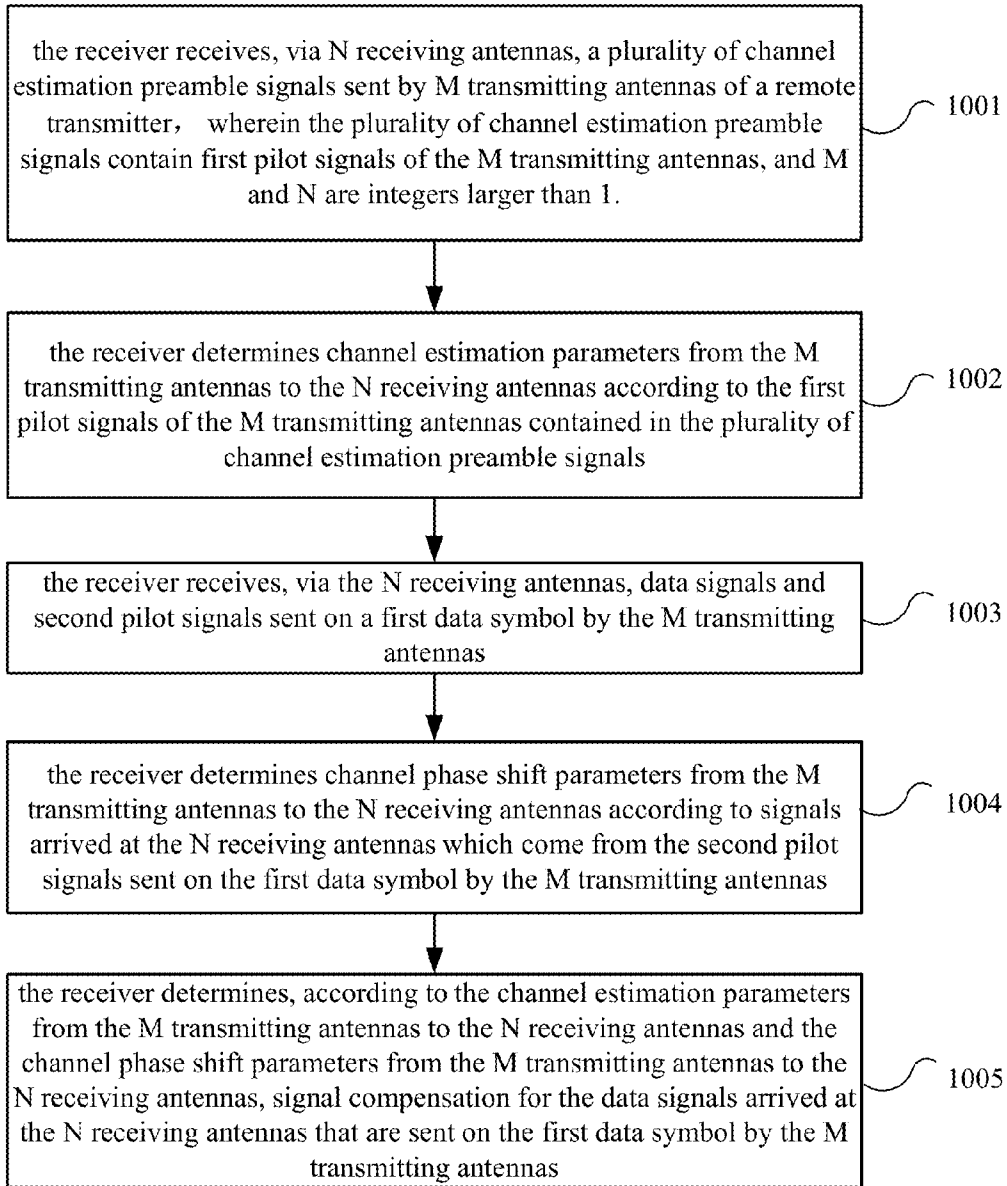 the receiver receives, via N receiving antennas, a plurality of channel
estimation preamble signals sent by M transmitting antennas of a remote
transmitter， wherein the plurality of channel estimation preamble
signals contain first pilot signals of the M transmitting antennas, and M
and N are integers larger than 1.
1001
the receiver determines channel estimation parameters from the M
transmitting antennas to the N receiving antennas according to the first
pilot signals of the M transmitting antennas contained in the plurality of
channel estimation preamble signals
1002
the receiver receives, via the N receiving antennas, data signals and
second pilot signals sent on a first data symbol by the M transmitting
antennas
1003
the receiver determines channel phase shift parameters from the M
transmitting antennas to the N receiving antennas according to signals
arrived at the N receiving antennas which come from the second pilot
signals sent on the first data symbol by the M transmitting antennas
1004
the receiver determines, according to the channel estimation parameters
from the M transmitting antennas to the N receiving antennas and the
channel phase shift parameters from the M transmitting antennas to the
N receiving antennas, signal compensation for the data signals arrived at
the N receiving antennas that are sent on the first data symbol by the M
transmitting antennas
1005